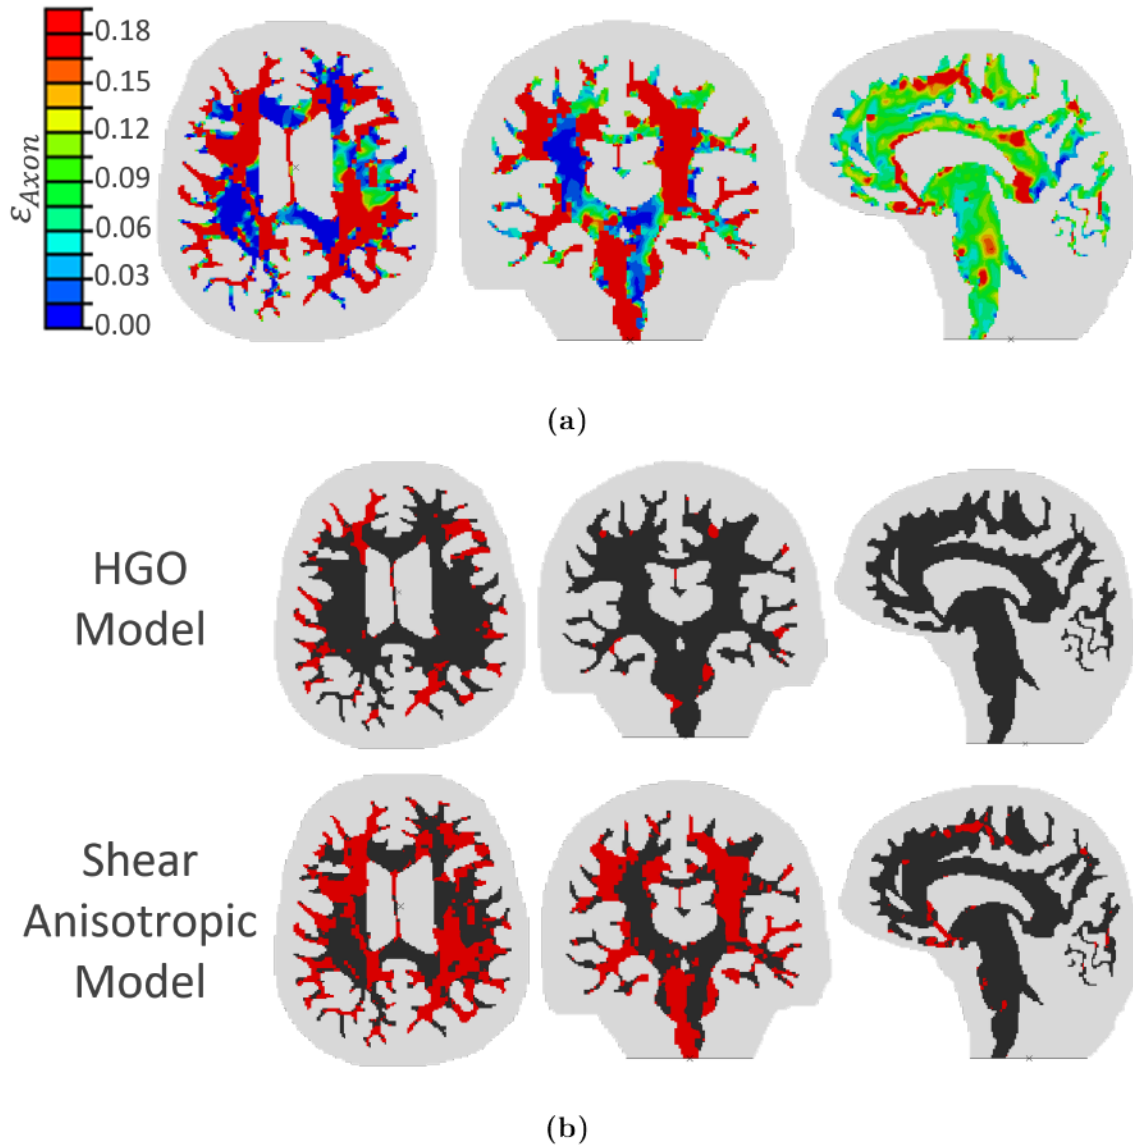 0.18
0.15
0.12
0.09
0.06
0.03
0.00
εAxon
(a)
HGO
Model
Shear
Anisotropic
Model
(b)